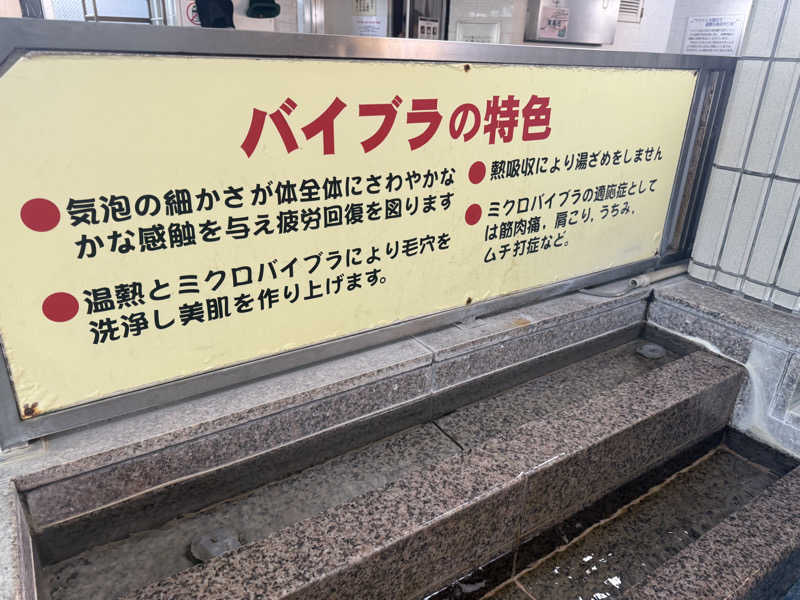 バイブラの特色
●気泡の細かさが体全体にさわやかな
かな感触を与え疲労回復を図ります
●温熱とミクロバイブラにより毛穴を
洗浄し美肌を作り上げます。
●熱吸収により湯ざめをしません
●ミクロバイブラの適応症として
は筋肉痛，肩こり，うちみ，
ムチ打症など。